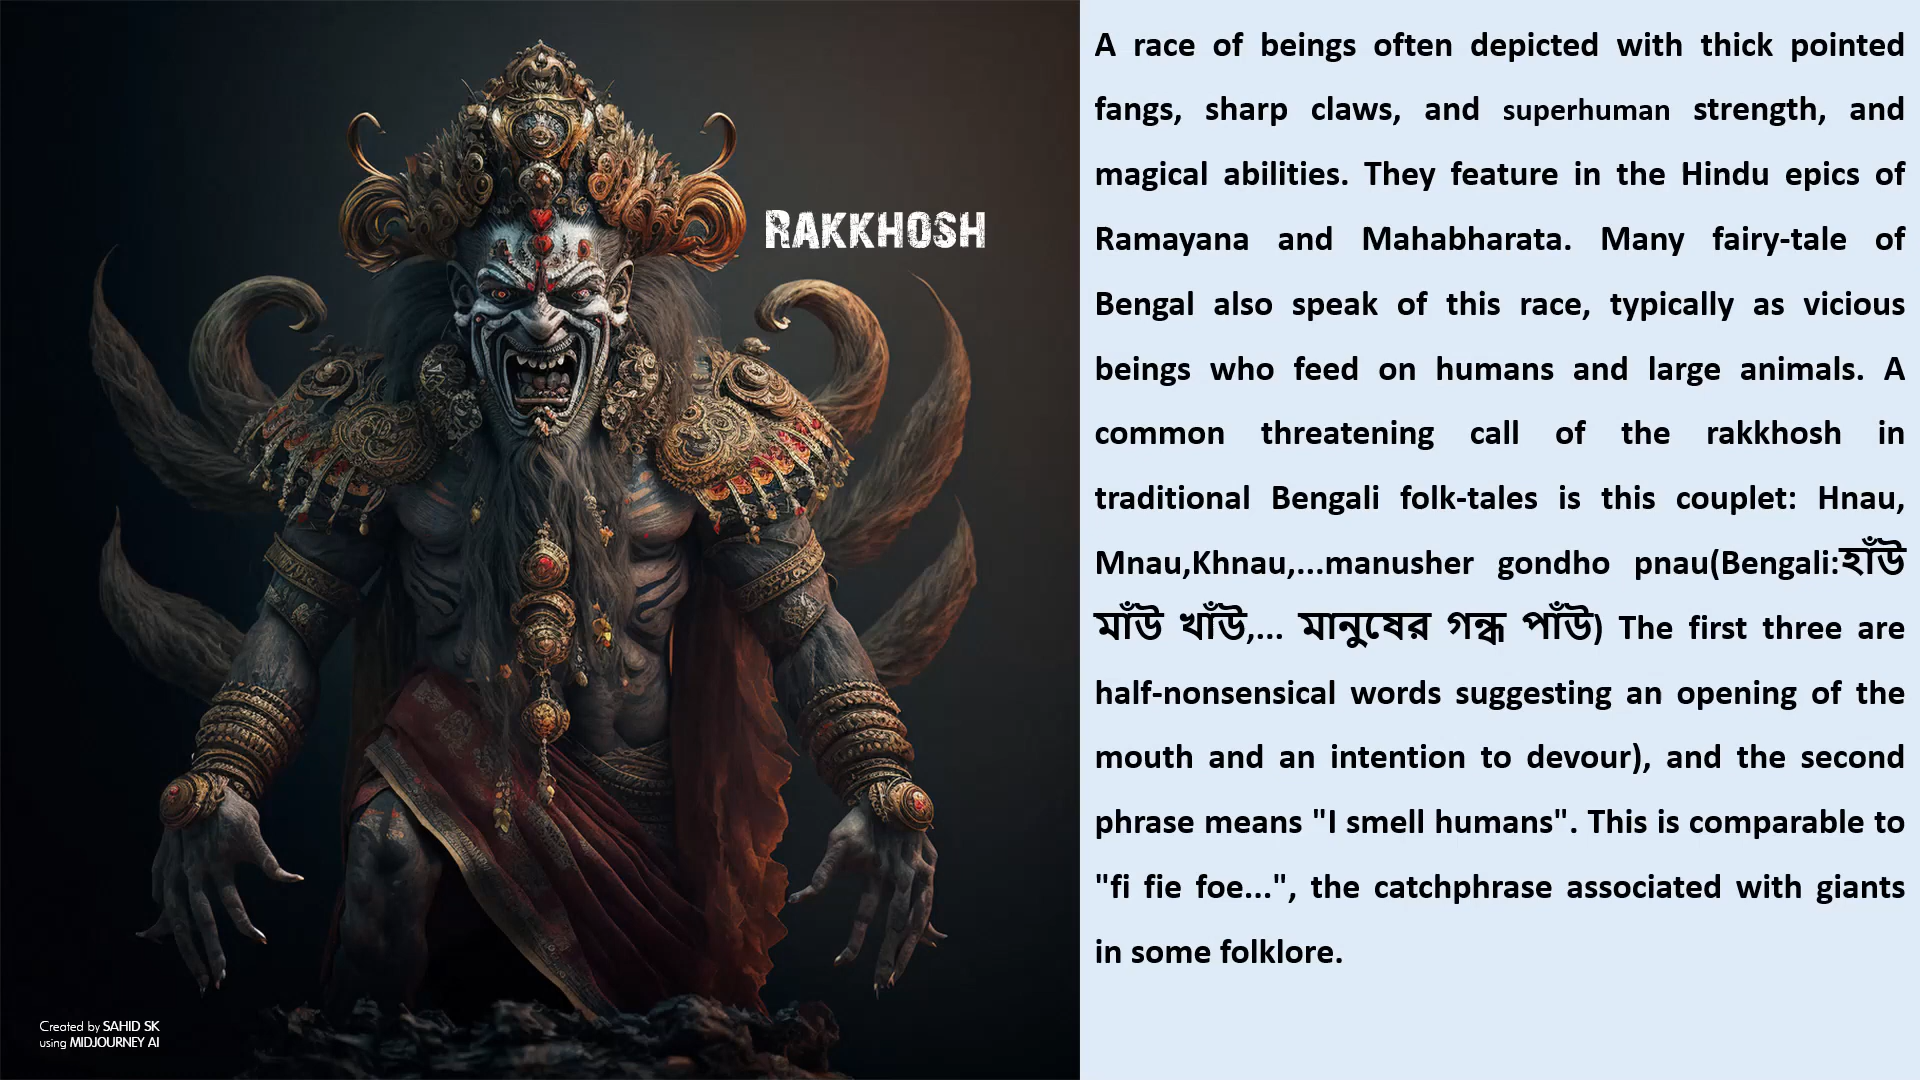 RAKKHOSH
A race of beings often depicted with thick pointed
fangs, sharp claws, and superhuman strength, and
magical abilities. They feature in the Hindu epics of
Ramayana and Mahabharata. Many fairy-tale of
Bengal also speak of this race, typically as vicious
beings who feed on humans and large animals. A
common threatening call of the rakkhosh in
traditional Bengali folk-tales is this couplet: Hnau,
Mnau,Khnau,...manusher gondho pnau(Bengali:হাঁউ
মাঁউ খাঁউ,... মানুষের গন্ধ পাঁউ) The first three are
half-nonsensical words suggesting an opening of the
mouth and an intention to devour), and the second
phrase means "I smell humans". This is comparable to
"fi fie foe...", the catchphrase associated with giants
in some folklore.
Created by SAHID SK
using MIDJOURNEY AI